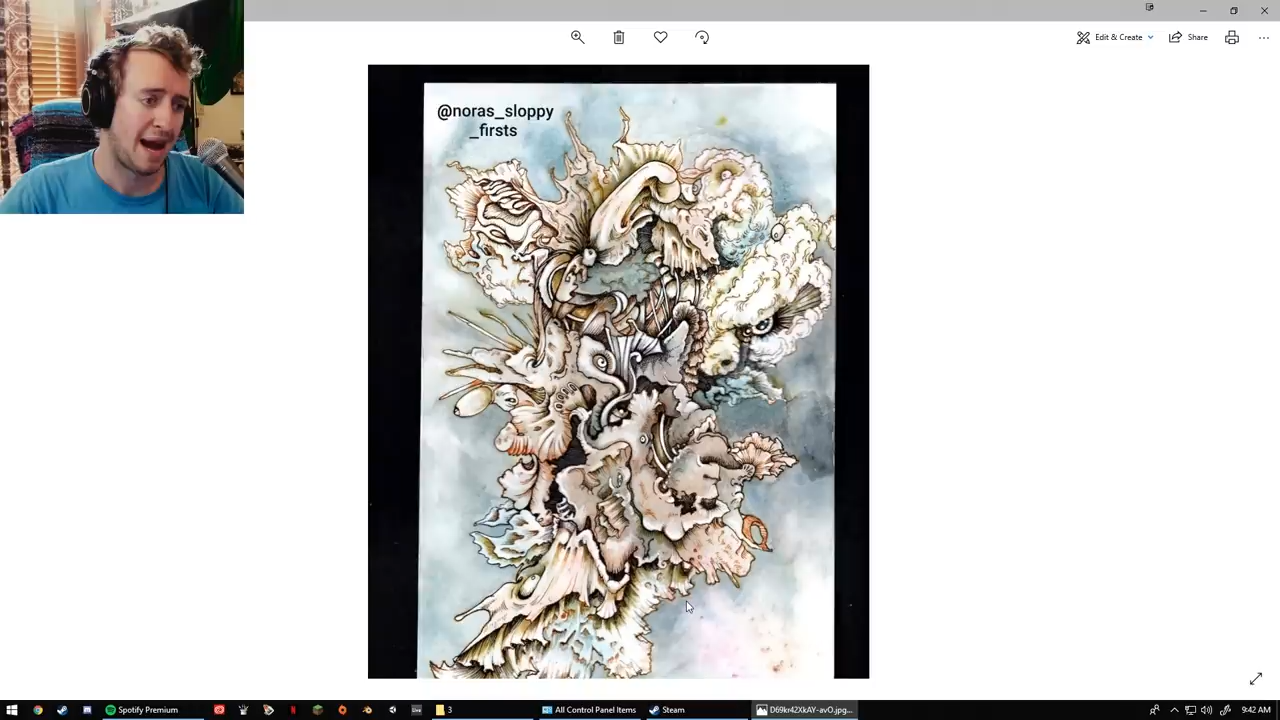 Edit & Create
Share
@noras_sloppy
_firsts
Spotify Premium
3
All Control Panel Items
Steam
D69kr42XkAY-avO.jpg...
9:42 AM